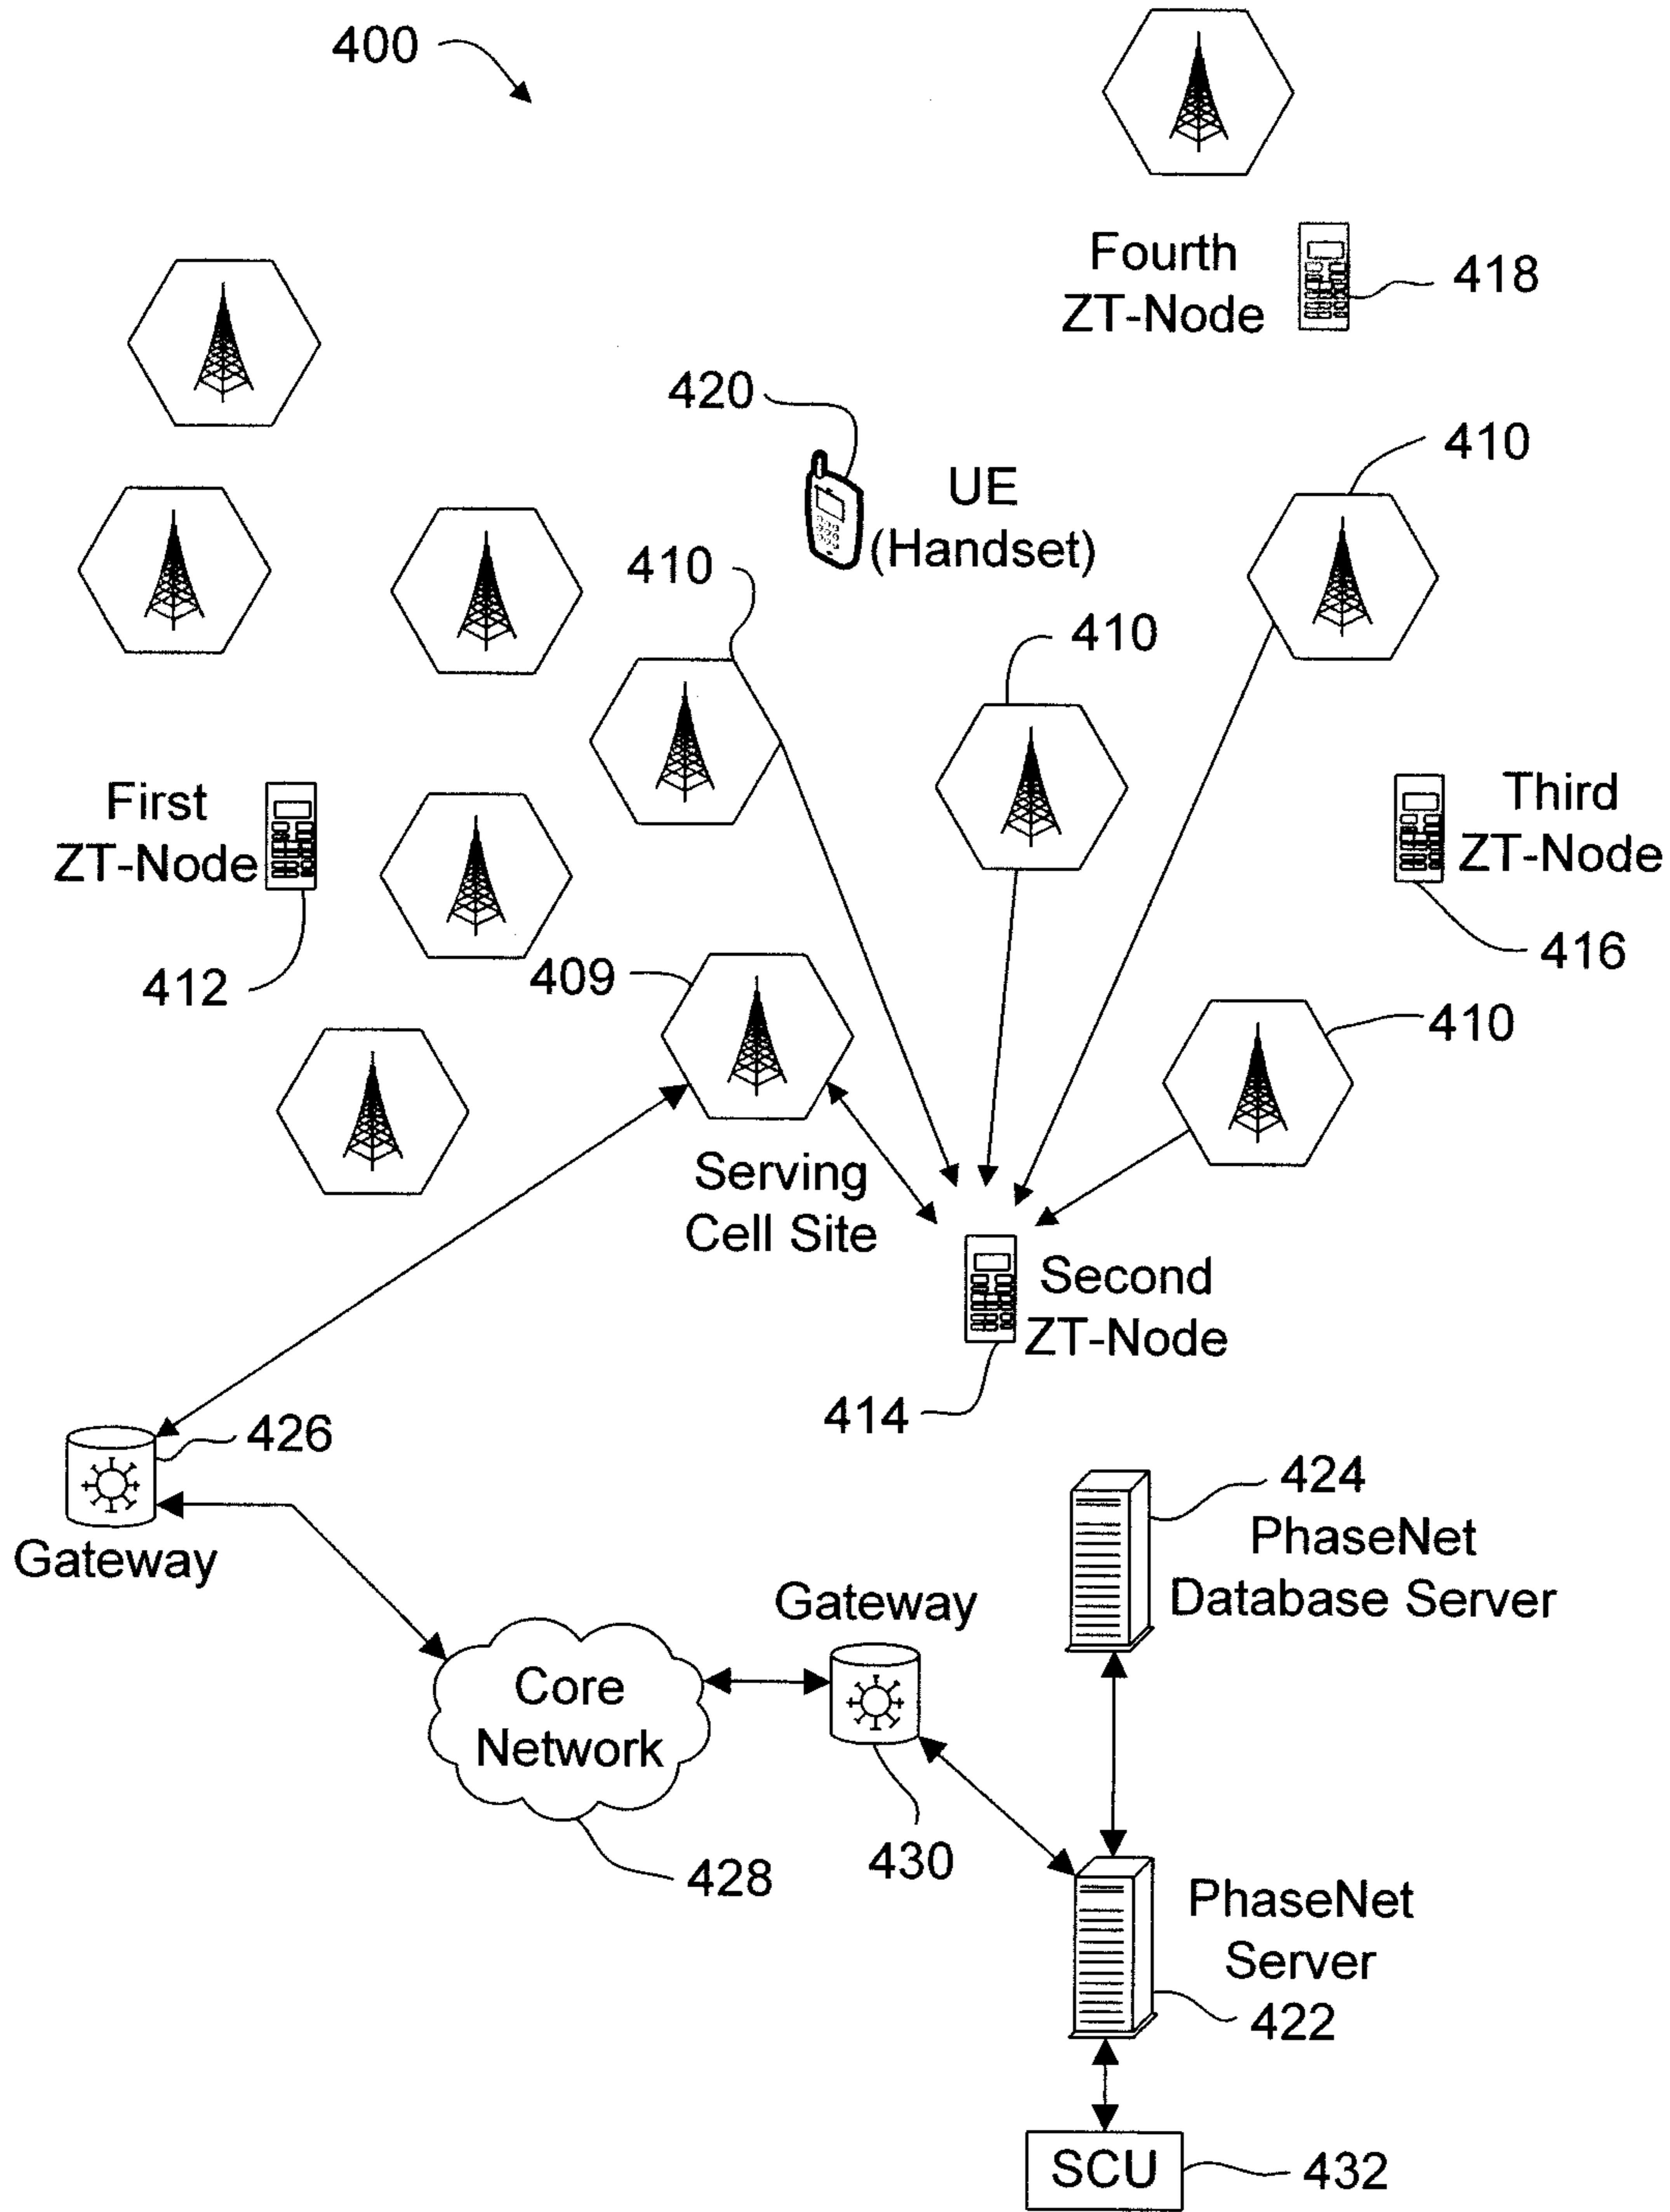 400
Fourth
ZT-Node
418
420
UE
(Handset)
410
410
410
First
ZT-Node
412
Third
ZT-Node
416
409
410
Serving
Cell Site
Second
ZT-Node
414
426
Gateway
424
PhaseNet
Database Server
Gateway
Core
Network
428
430
PhaseNet
Server
422
SCU
432